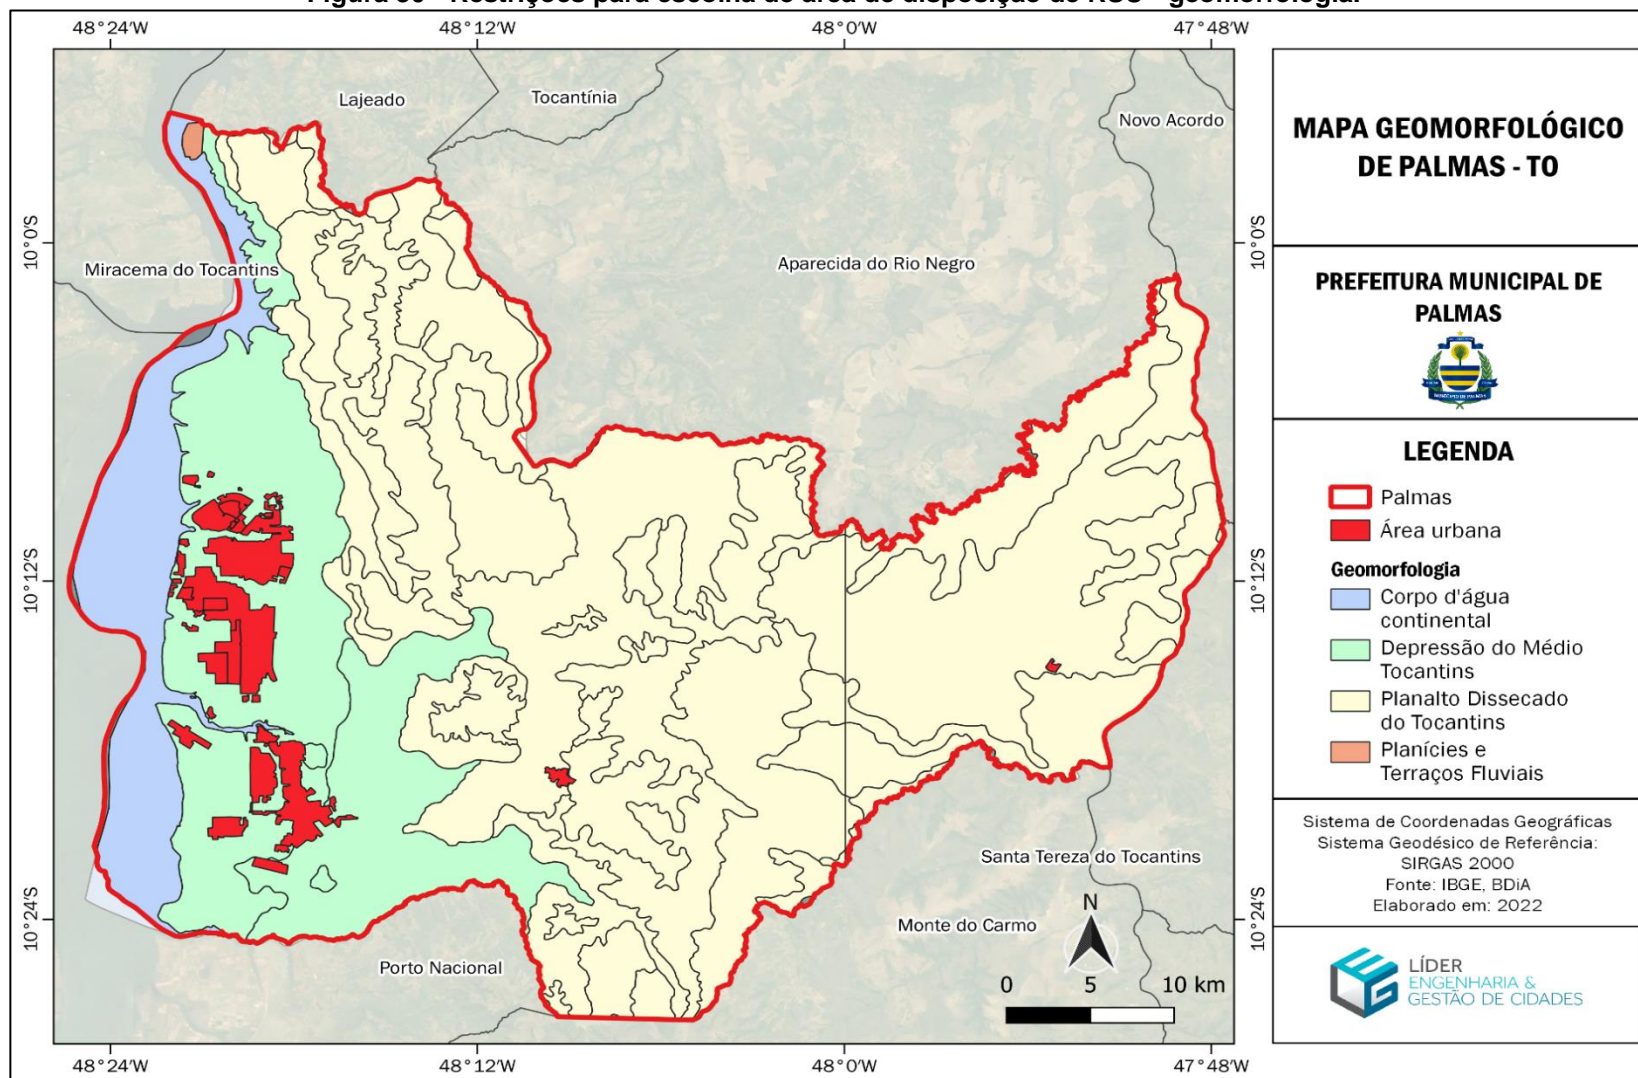 48°24'W 48°12'W 48°0'W 47°48'W
Lajeado
Tocantínia
Novo Acordo
10°0'S
10°0'S
Miracema do Tocantins
Aparecida do Rio Negro
10°12'S
10°12'S
Santa Tereza do Tocantins
10°24'S
10°24'S
Monte do Carmo
N
Porto Nacional
0 5 10 km
48°24'W 48°12'W 48°0'W 47°48'W
MAPA GEOMORFOLÓGICO
DE PALMAS - TO
PREFEITURA MUNICIPAL DE
PALMAS
LEGENDA
Palmas
Área urbana
Geomorfologia
Corpo d'água
continental
Depressão do Médio
Tocantins
Planalto Dissecado
do Tocantins
Planícies e
Terraços Fluviais
Sistema de Coordenadas Geográficas
Sistema Geodésico de Referência:
SIRGAS 2000
Fonte: IBGE, BDiA
Elaborado em: 2022
LÍDER
ENGENHARIA &
GESTÃO DE CIDADES